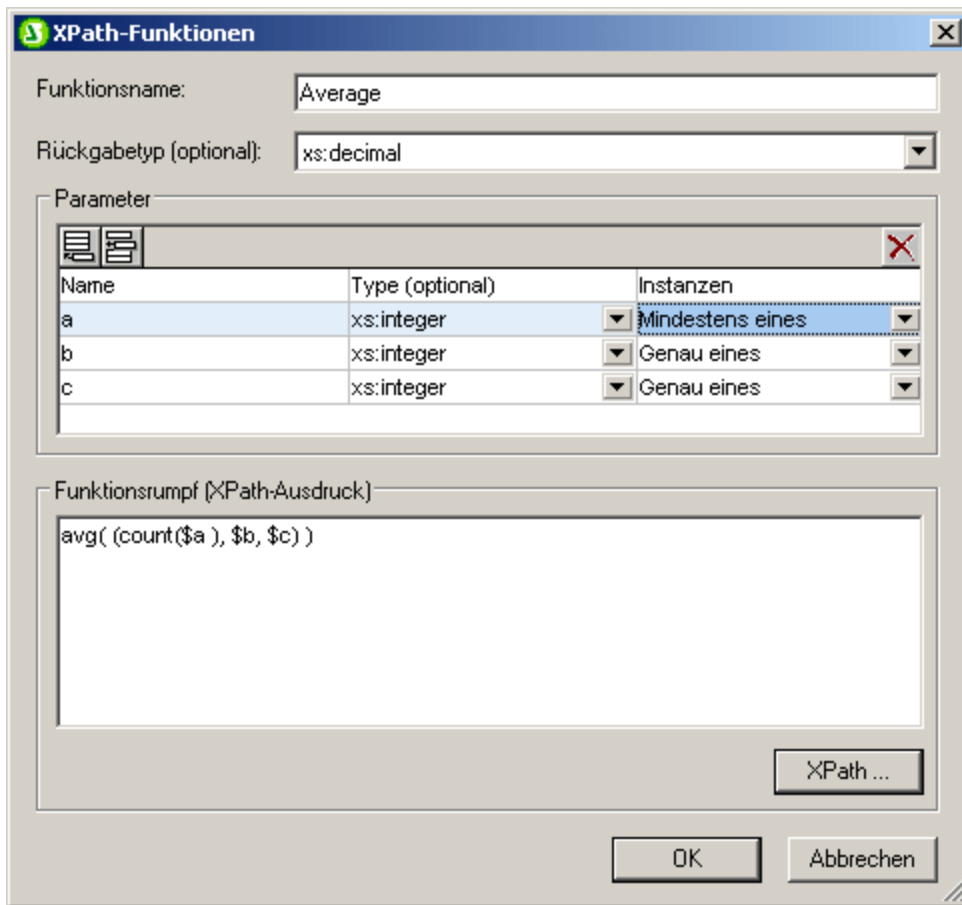 XPath-Funktionen
Funktionsname: Average
Rückgabetyp (optional): xs:decimal
Parameter
Name Type (optional) Instanzen
a xs:integer Mindestens eines
b xs:integer Genau eines
c xs:integer Genau eines
Funktionsrumpf (XPath-Ausdruck)
avg( (count($a ), $b, $c) )
XPath ...
OK Abbrechen